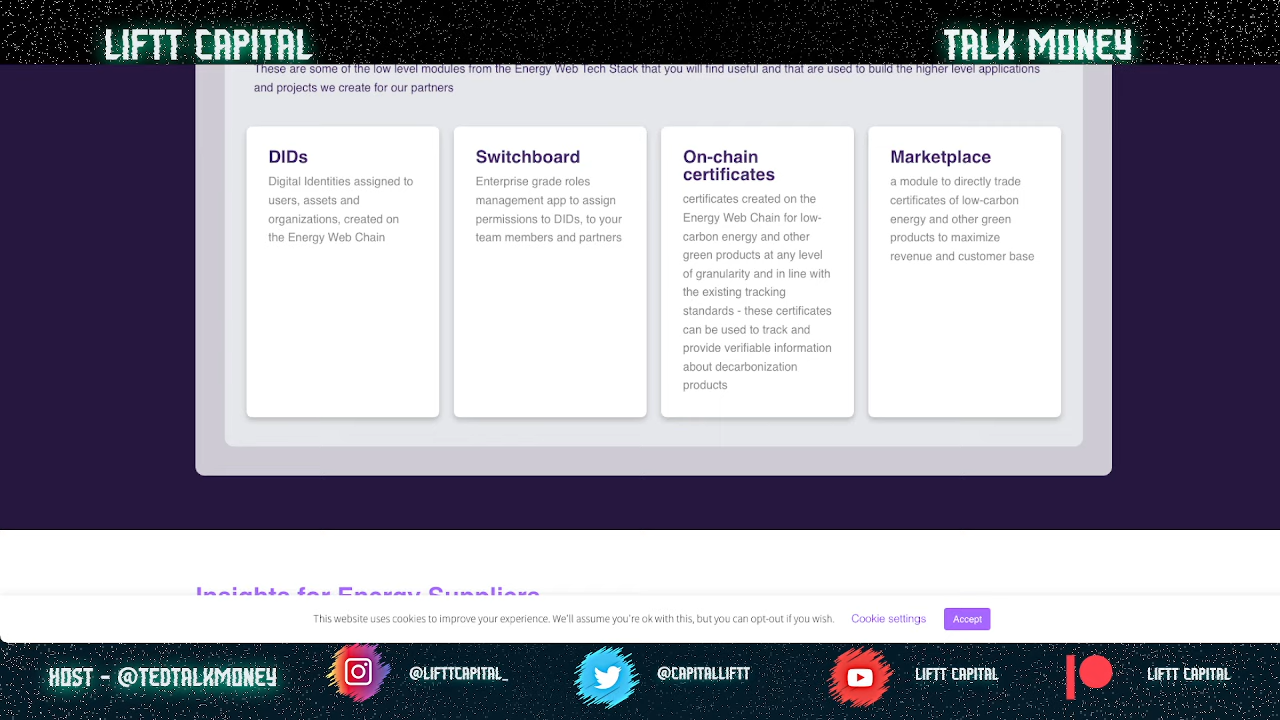 LIFTT CAPITAL
TALK MONEY
These are some of the low level modules from the Energy Web Tech Stack that you will find useful and that are used to build the higher level applications
and projects we create for our partners
DIDs
Digital Identities assigned to
users, assets and
organizations, created on
the Energy Web Chain
Switchboard
Enterprise grade roles
management app to assign
permissions to DIDs, to your
team members and partners
On-chain
certificates
certificates created on the
Energy Web Chain for low-
carbon energy and other
green products at any level
of granularity and in line with
the existing tracking
standards - these certificates
can be used to track and
provide verifiable information
about decarbonization
products
Marketplace
a module to directly trade
certificates of low-carbon
energy and other green
products to maximize
revenue and customer base
Insights for Energy Suppliers
This website uses cookies to improve your experience. We'll assume you're ok with this, but you can opt-out if you wish.
Cookie settings
Accept
HOST - @TEDTALKMONEY
@LIFTTCAPITAL_
@CAPITALLIFTT
LIFTT CAPITAL
LIFTT CAPITAL